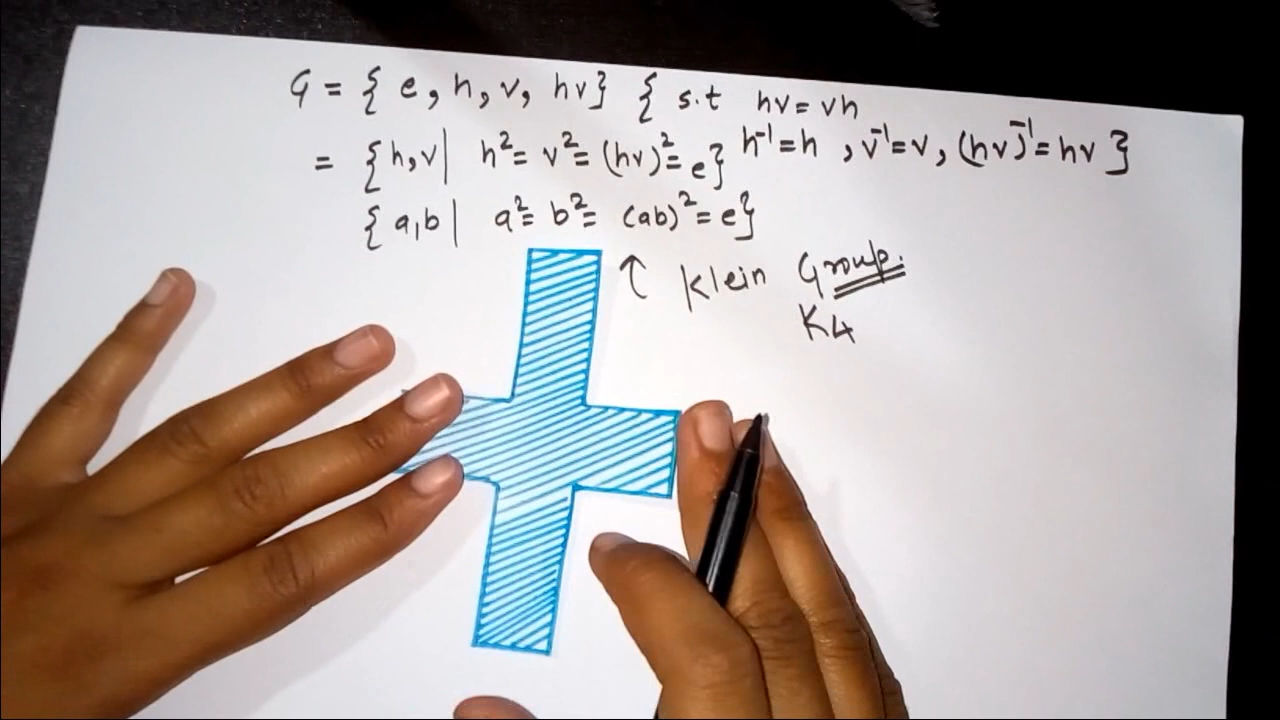 G = { e, h, v, hv} { s.t hv = vh
= {h, v | h² = v² = (hv)² = e} h⁻¹ = h , v⁻¹ = v, (hv)⁻¹ = hv }
{ a, b | a² = b² = (ab)² = e}
↑ Klein Group.
K4